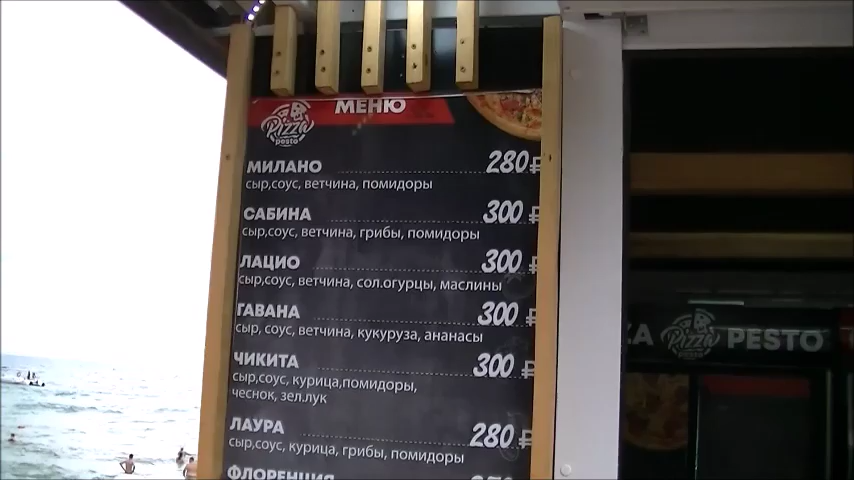 Pizza
pesto
МЕНЮ
МИЛАНО 280 ₽
сыр,соус, ветчина, помидоры
САБИНА 300 ₽
сыр,соус, ветчина, грибы, помидоры
ЛАЦИО 300 ₽
сыр,соус, ветчина, сол.огурцы, маслины
ГАВАНА 300 ₽
сыр, соус, ветчина, кукуруза, ананасы
ЧИКИТА 300 ₽
сыр,соус, курица,помидоры,
чеснок, зел.лук
ЛАУРА 280 ₽
сыр,соус, курица, грибы, помидоры
ФЛОРЕНЦИЯ
ZA Pizza PESTO